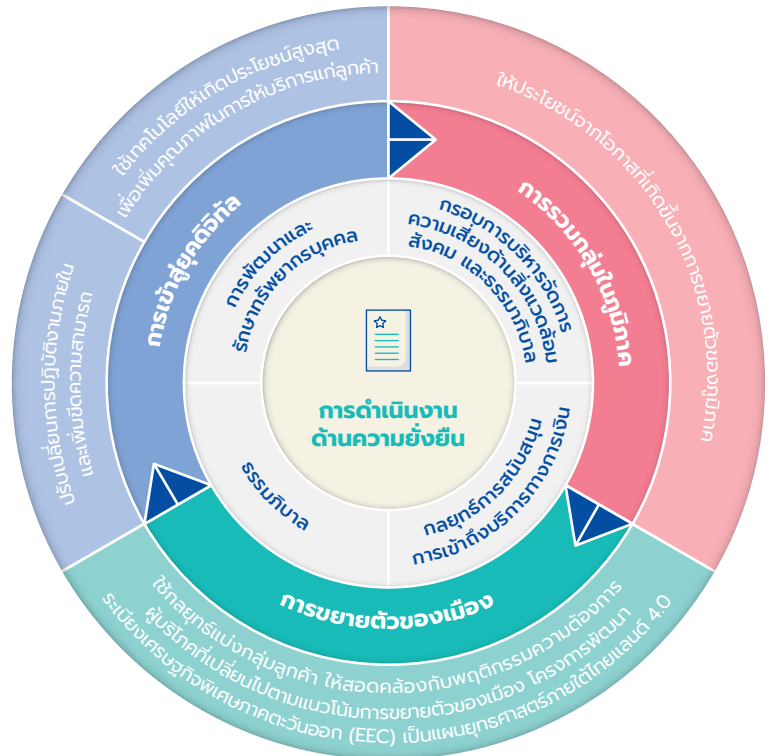 การดำเนินงาน
ด้านความยั่งยืน
กรอบการบริหารจัดการ
ความเสี่ยงด้านสิ่งแวดล้อม
สังคม และธรรมาภิบาล
กลยุทธ์การสนับสนุน
การเข้าถึงบริการทางการเงิน
ธรรมภิบาล
การพัฒนาและ
รักษาทรัพยากรบุคคล
การรวมกลุ่มในภูมิภาค
ให้ประโยชน์จากโอกาสที่เกิดขึ้นจากการขยายตัวของภูมิภาค
การขยายตัวของเมือง
ใช้กลยุทธ์แบ่งกลุ่มลูกค้า ให้สอดคล้องกับพฤติกรรมความต้องการ
ผู้บริโภคที่เปลี่ยนไปตามแนวโน้มการขยายตัวของเมือง โครงการพัฒนา
ระเบียงเศรษฐกิจพิเศษภาคตะวันออก (EEC) เป็นแผนยุทธศาสตร์ภายใต้ไทยแลนด์ 4.0
การเข้าสู่ยุคดิจิทัล
ปรับเปลี่ยนการปฏิบัติงานภายใน
และเพิ่มขีดความสามารถ
ใช้เทคโนโลยีให้เกิดประโยชน์สูงสุด
เพื่อเพิ่มคุณภาพในการให้บริการแก่ลูกค้า